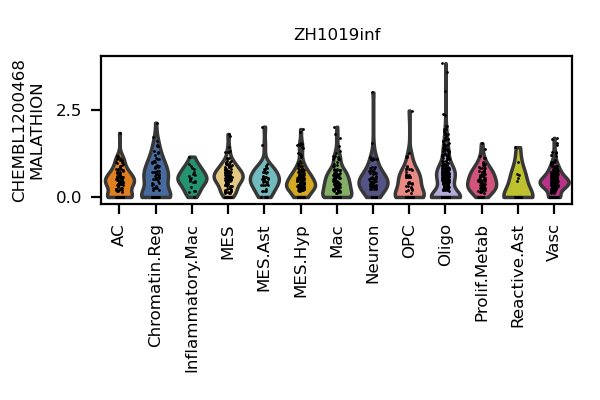 ZH1019inf
CHEMBL1200468
MALATHION
2.5
0.0
AC
Chromatin.Reg
Inflammatory.Mac
MES
MES.Ast
MES.Hyp
Mac
Neuron
OPC
Oligo
Prolif.Metab
Reactive.Ast
Vasc